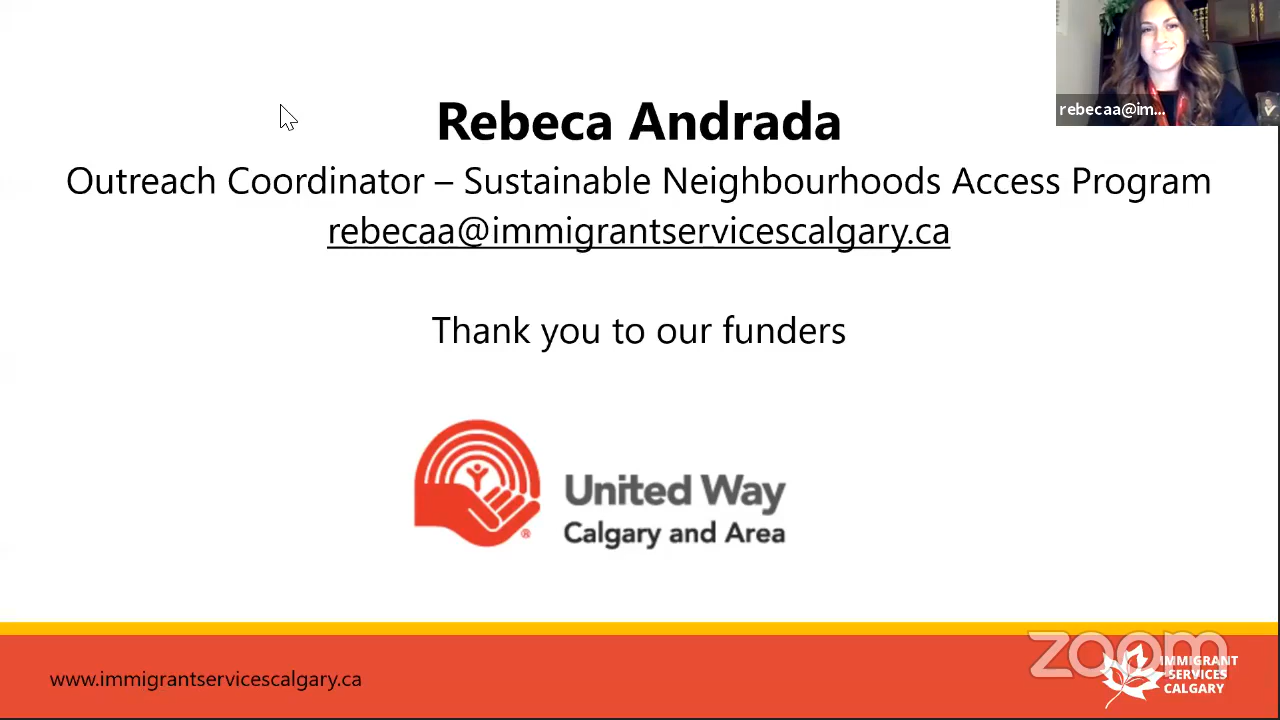 rebecaa@im...
Rebeca Andrada
Outreach Coordinator – Sustainable Neighbourhoods Access Program
rebecaa@immigrantservicescalgary.ca
Thank you to our funders
United Way
Calgary and Area
®
www.immigrantservicescalgary.ca
zoom
IMMIGRANT
SERVICES
CALGARY